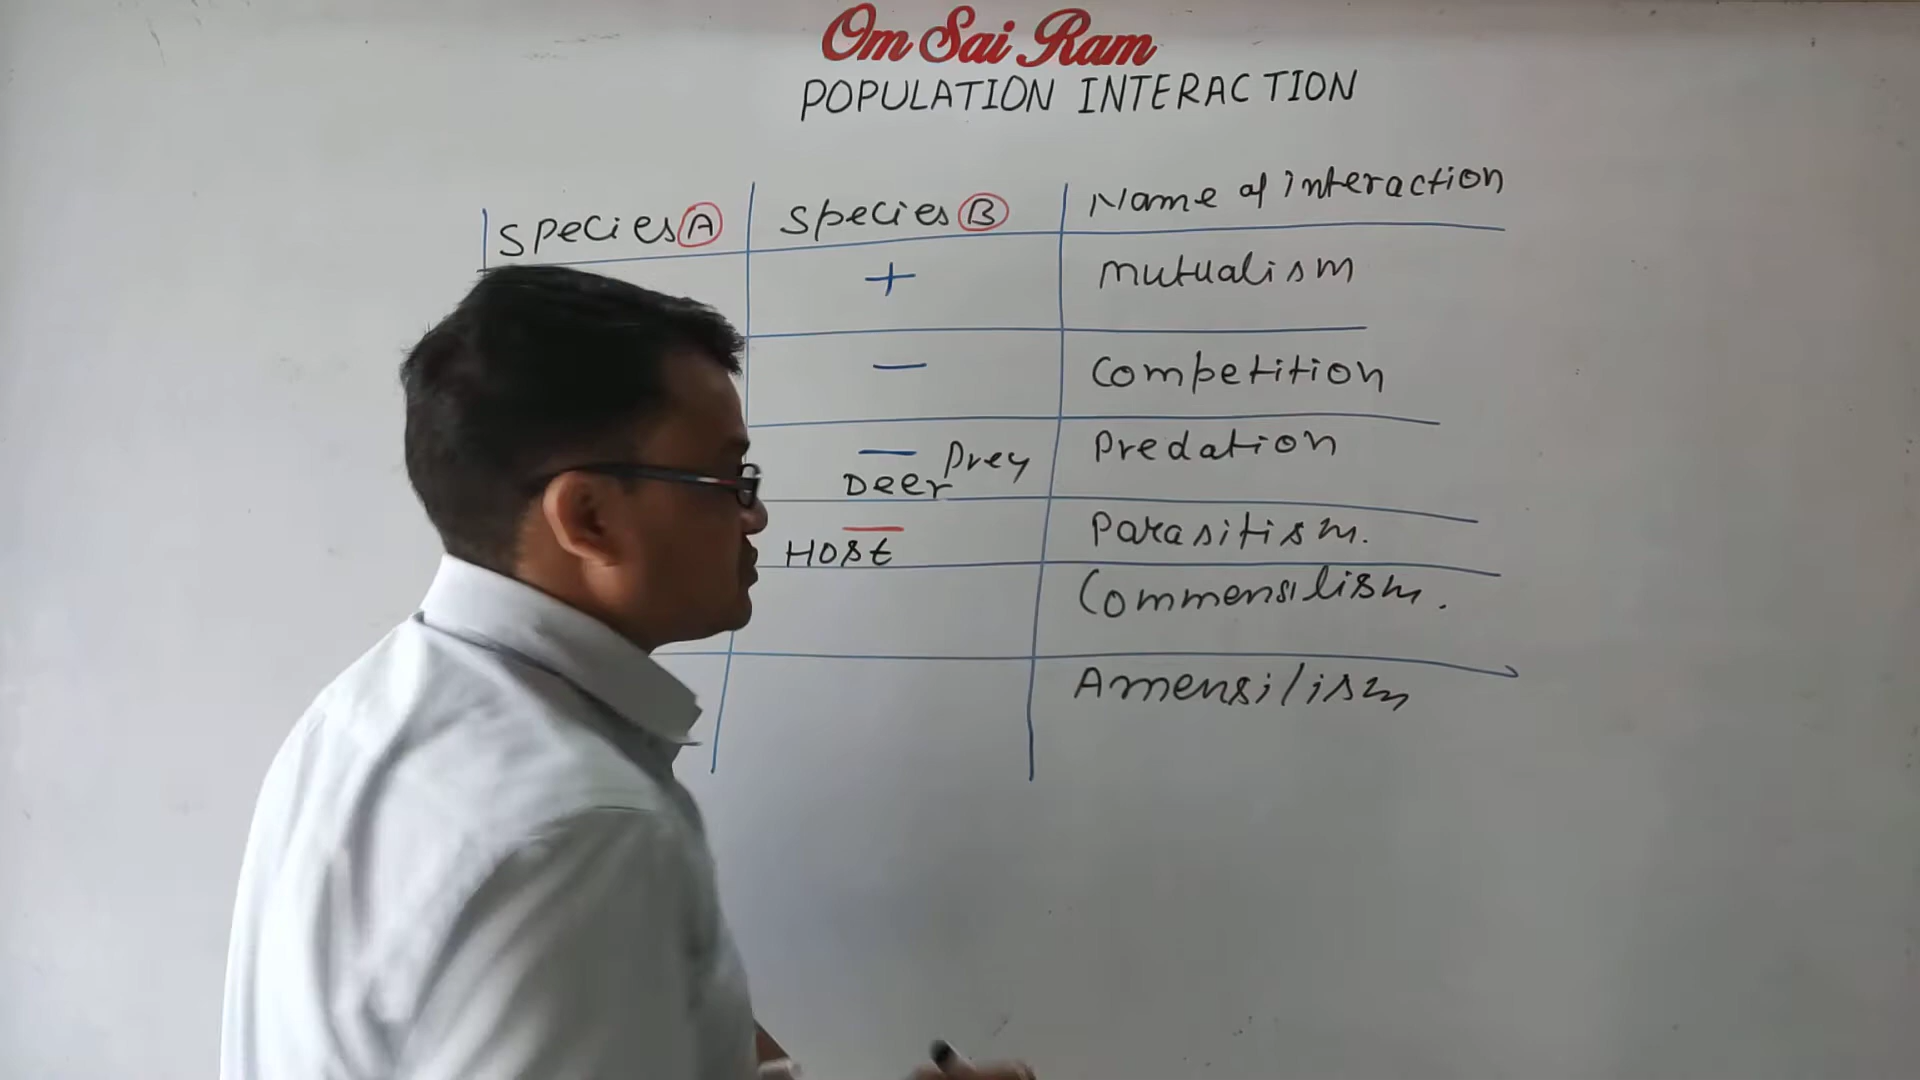 Om Sai Ram
POPULATION INTERACTION
Species A Species B Name of interaction
+ mutualism
— Competition
— Deer Prey Predation
— Host Parasitism.
Commensilism.
Amensilism